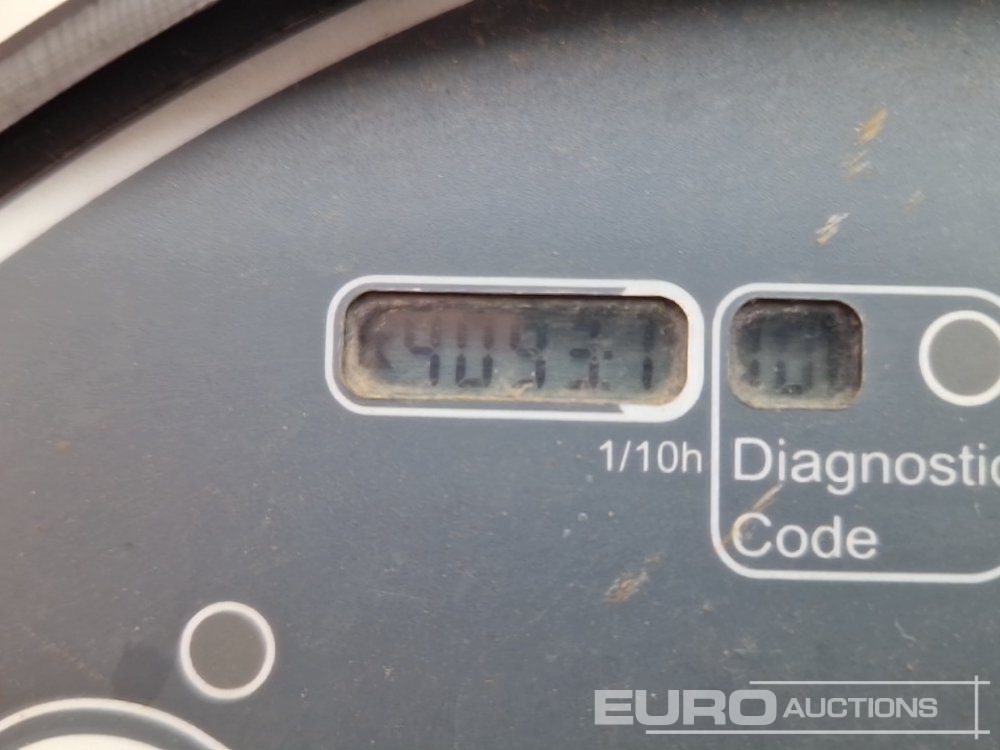 4093.1
1/10h
Diagnostic
Code
EURO AUCTIONS